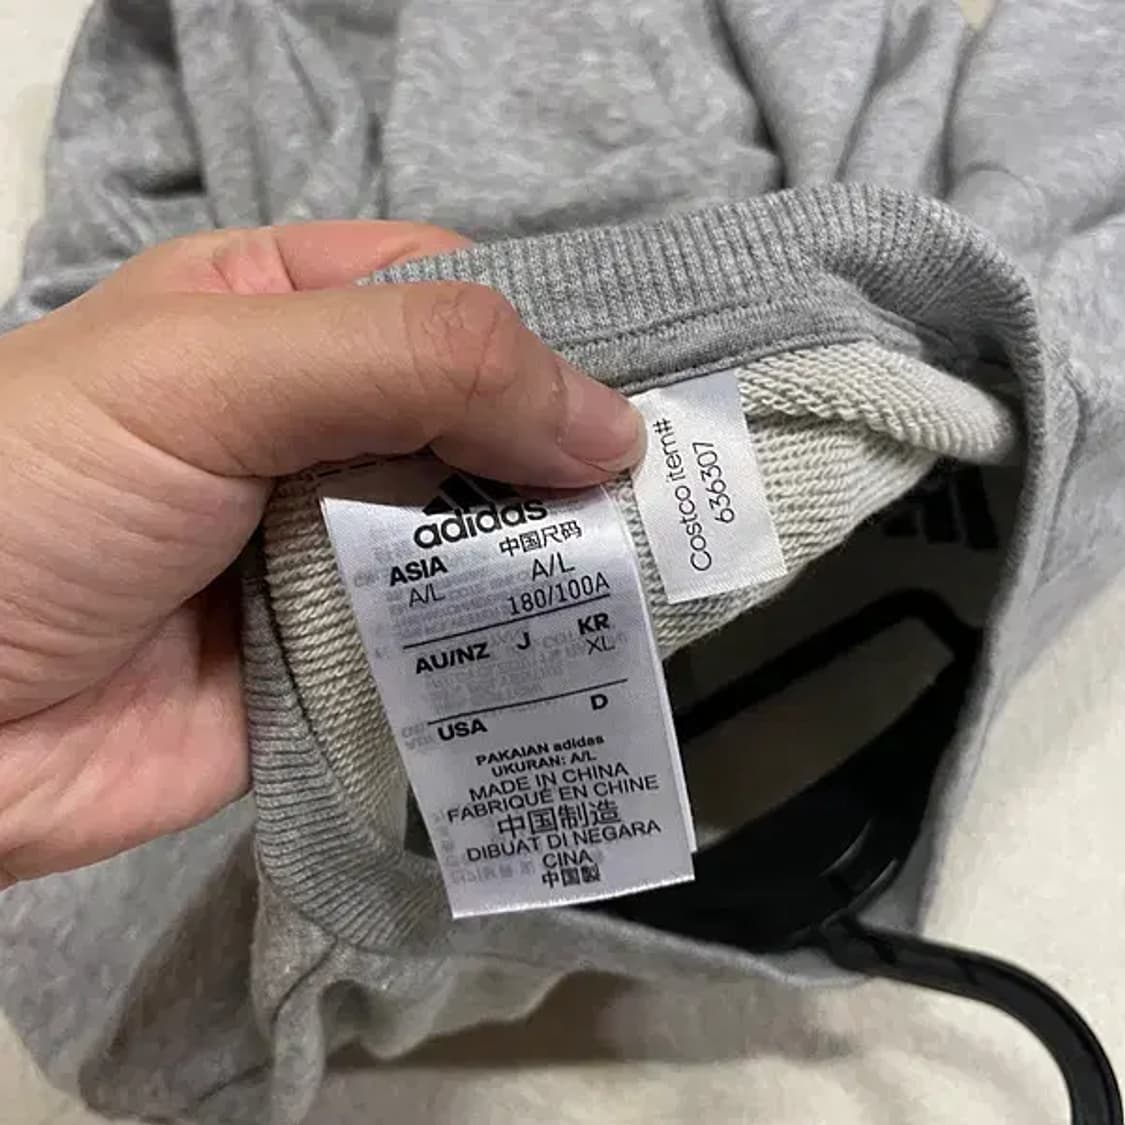 adidas
中国尺码
ASIA A/L
A/L 180/100A
AU/NZ J KR
XL
USA D
PAKAIAN adidas
UKURAN: A/L
MADE IN CHINA
FABRIQUÉ EN CHINE
中国制造
DIBUAT DI NEGARA
CINA
中国製
Costco item#
636307